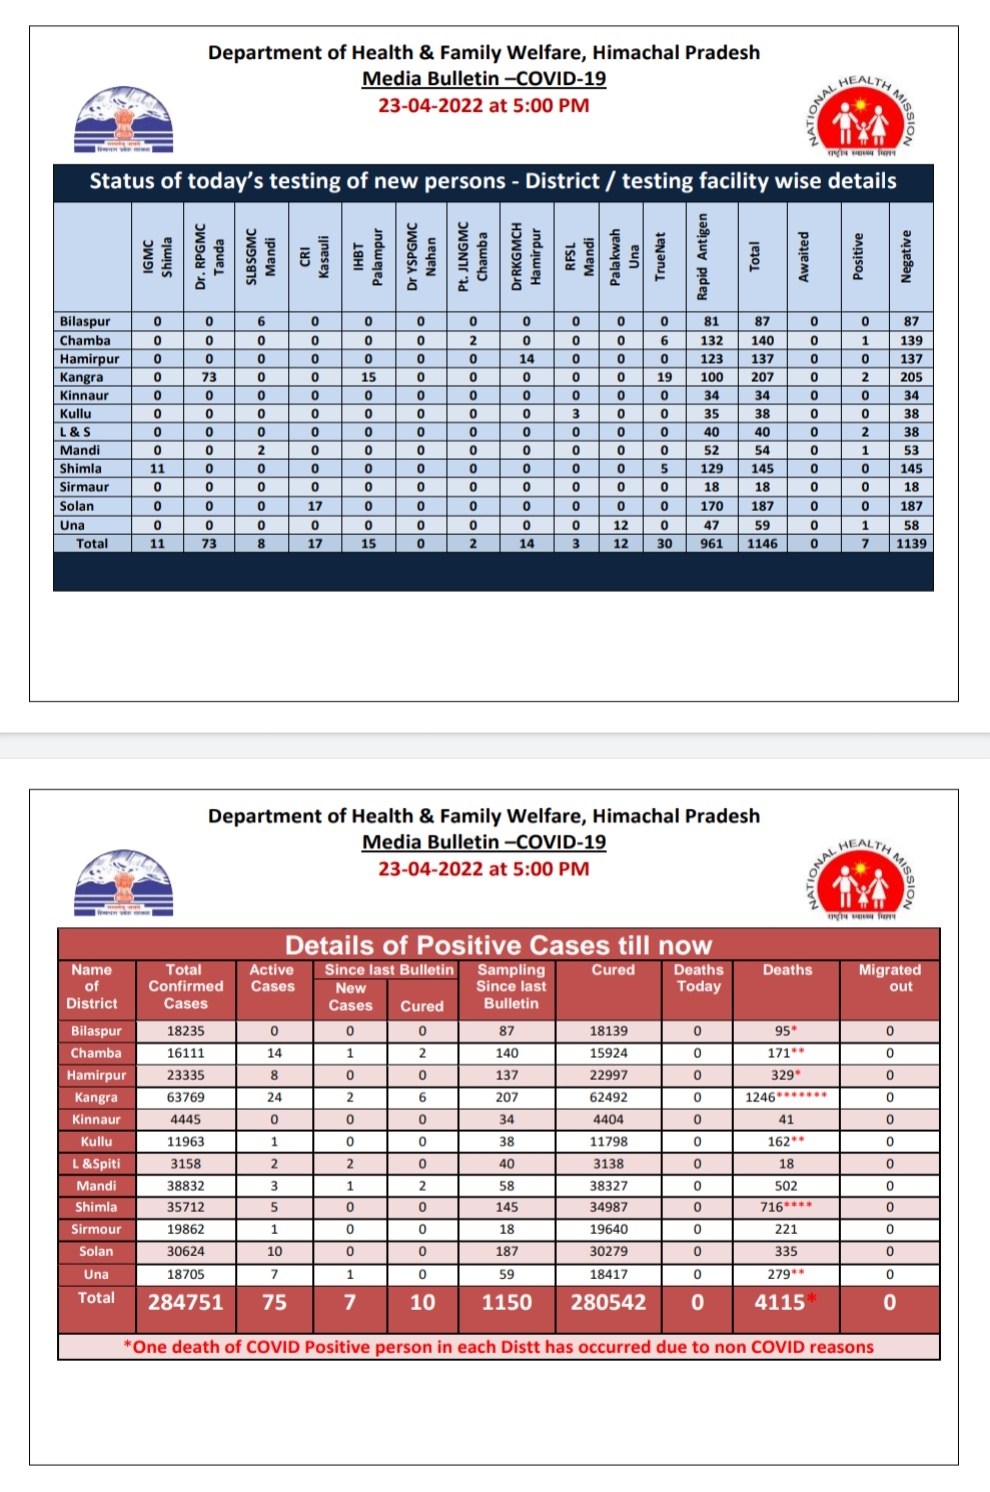 Department of Health & Family Welfare, Himachal Pradesh
Media Bulletin –COVID-19
23-04-2022 at 5:00 PM
NATIONAL HEALTH MISSION
Status of today's testing of new persons - District / testing facility wise details
IGMC Shimla Dr. RPGMC Tanda SLBSGMC Mandi CRI Kasauli IHBT Palampur Dr YSPGMC Nahan Pt. JLNGMC Chamba DrRKGMCH Hamirpur RFSL Mandi Palakwah Una TrueNat Rapid Antigen Total Awaited Positive Negative
Bilaspur 0 0 6 0 0 0 0 0 0 0 0 81 87 0 0 87
Chamba 0 0 0 0 0 0 2 0 0 0 6 132 140 0 1 139
Hamirpur 0 0 0 0 0 0 0 14 0 0 0 123 137 0 0 137
Kangra 0 73 0 0 15 0 0 0 0 0 19 100 207 0 2 205
Kinnaur 0 0 0 0 0 0 0 0 0 0 0 34 34 0 0 34
Kullu 0 0 0 0 0 0 0 0 3 0 0 35 38 0 0 38
L & S 0 0 0 0 0 0 0 0 0 0 0 40 40 0 2 38
Mandi 0 0 2 0 0 0 0 0 0 0 0 52 54 0 1 53
Shimla 11 0 0 0 0 0 0 0 0 0 5 129 145 0 0 145
Sirmaur 0 0 0 0 0 0 0 0 0 0 0 18 18 0 0 18
Solan 0 0 0 17 0 0 0 0 0 0 0 170 187 0 0 187
Una 0 0 0 0 0 0 0 0 0 12 0 47 59 0 1 58
Total 11 73 8 17 15 0 2 14 3 12 30 961 1146 0 7 1139
Department of Health & Family Welfare, Himachal Pradesh
Media Bulletin –COVID-19
23-04-2022 at 5:00 PM
NATIONAL HEALTH MISSION
Details of Positive Cases till now
Name of District Total Confirmed Cases Active Cases Since last Bulletin New Cases Cured Sampling Since last Bulletin Cured Deaths Today Deaths Migrated out
Bilaspur 18235 0 0 0 87 18139 0 95* 0
Chamba 16111 14 1 2 140 15924 0 171** 0
Hamirpur 23335 8 0 0 137 22997 0 329* 0
Kangra 63769 24 2 6 207 62492 0 1246******* 0
Kinnaur 4445 0 0 0 34 4404 0 41 0
Kullu 11963 1 0 0 38 11798 0 162** 0
L &Spiti 3158 2 2 0 40 3138 0 18 0
Mandi 38832 3 1 2 58 38327 0 502 0
Shimla 35712 5 0 0 145 34987 0 716**** 0
Sirmour 19862 1 0 0 18 19640 0 221 0
Solan 30624 10 0 0 187 30279 0 335 0
Una 18705 7 1 0 59 18417 0 279** 0
Total 284751 75 7 10 1150 280542 0 4115* 0
*One death of COVID Positive person in each Distt has occurred due to non COVID reasons